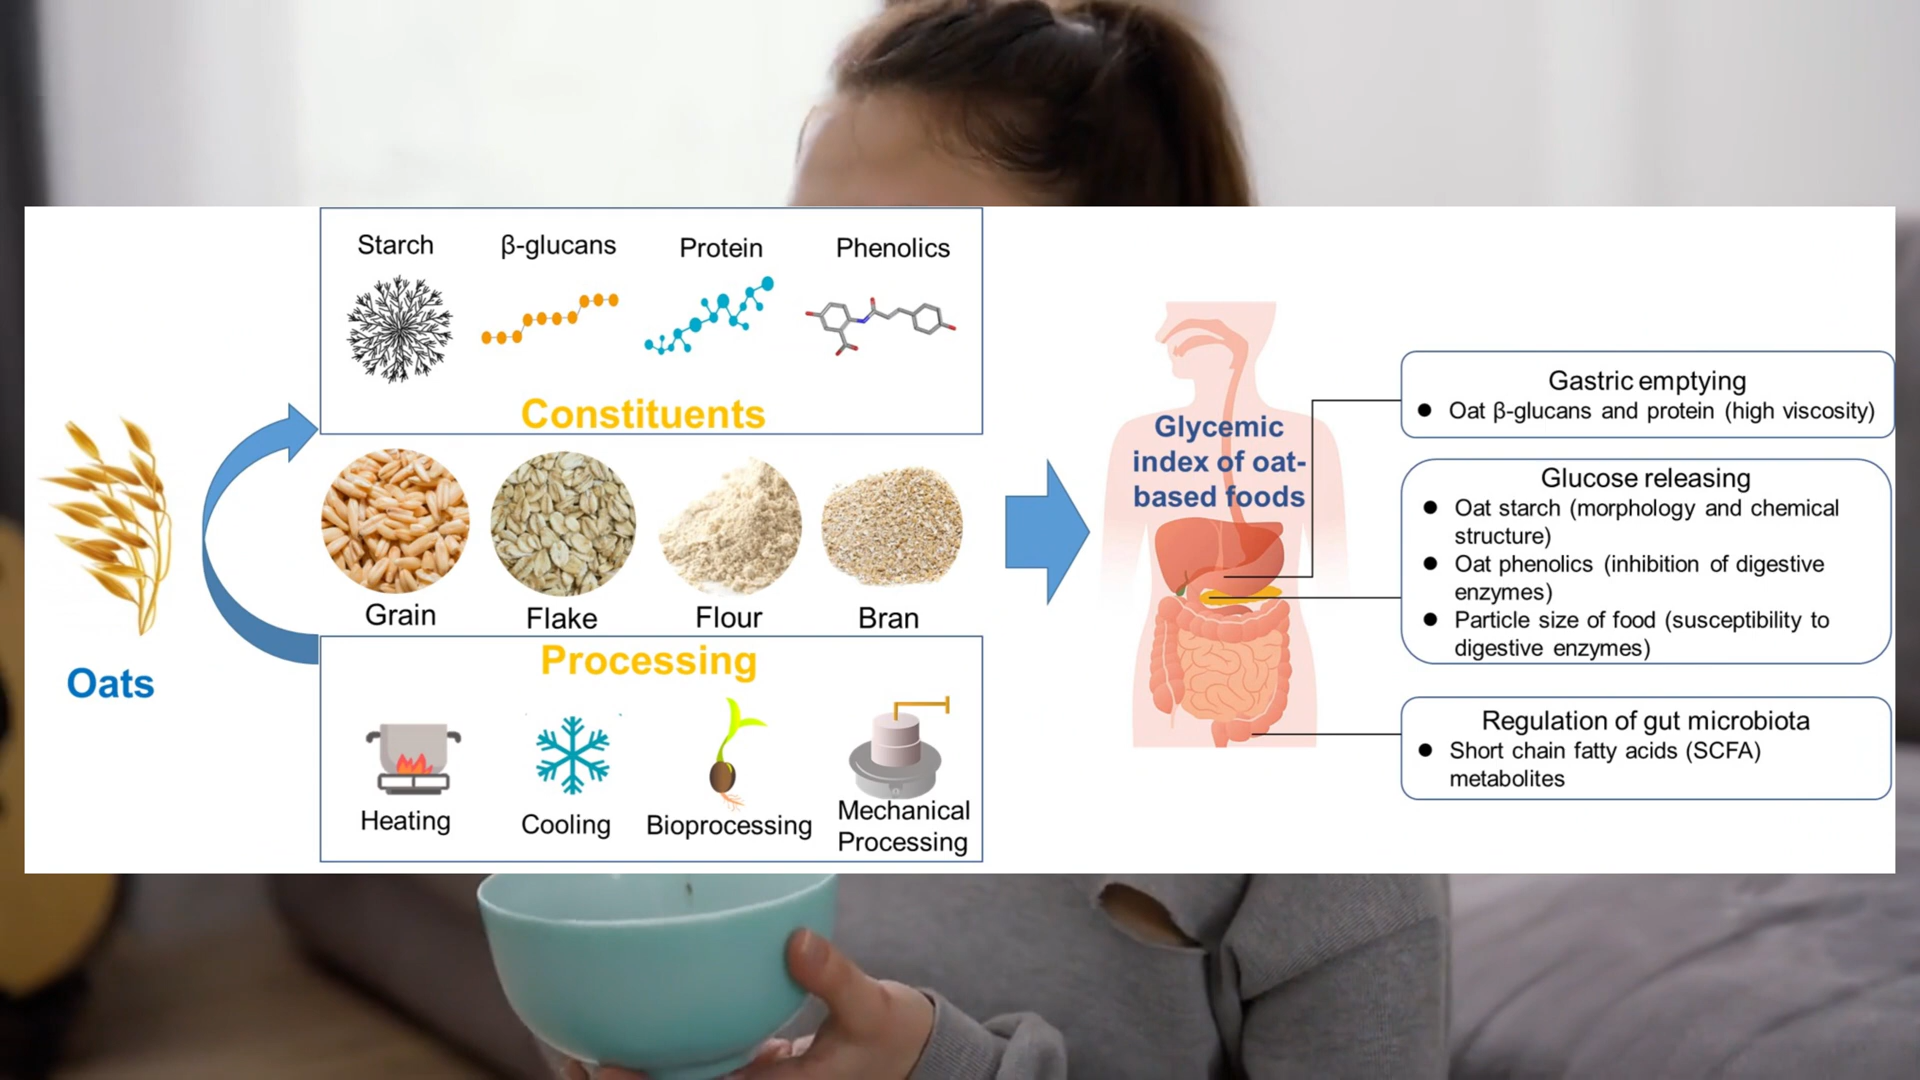 Starch
β-glucans
Protein
Phenolics
Constituents
Grain
Flake
Flour
Bran
Oats
Processing
Heating
Cooling
Bioprocessing
Mechanical
Processing
Glycemic
index of oat-
based foods
Gastric emptying
● Oat β-glucans and protein (high viscosity)
Glucose releasing
● Oat starch (morphology and chemical
structure)
● Oat phenolics (inhibition of digestive
enzymes)
● Particle size of food (susceptibility to
digestive enzymes)
Regulation of gut microbiota
● Short chain fatty acids (SCFA)
metabolites